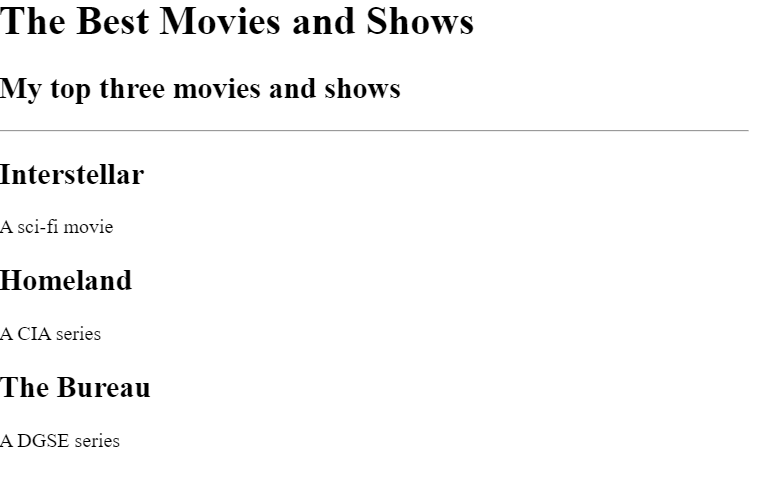 The Best Movies and Shows
My top three movies and shows
Interstellar
A sci-fi movie
Homeland
A CIA series
The Bureau
A DGSE series